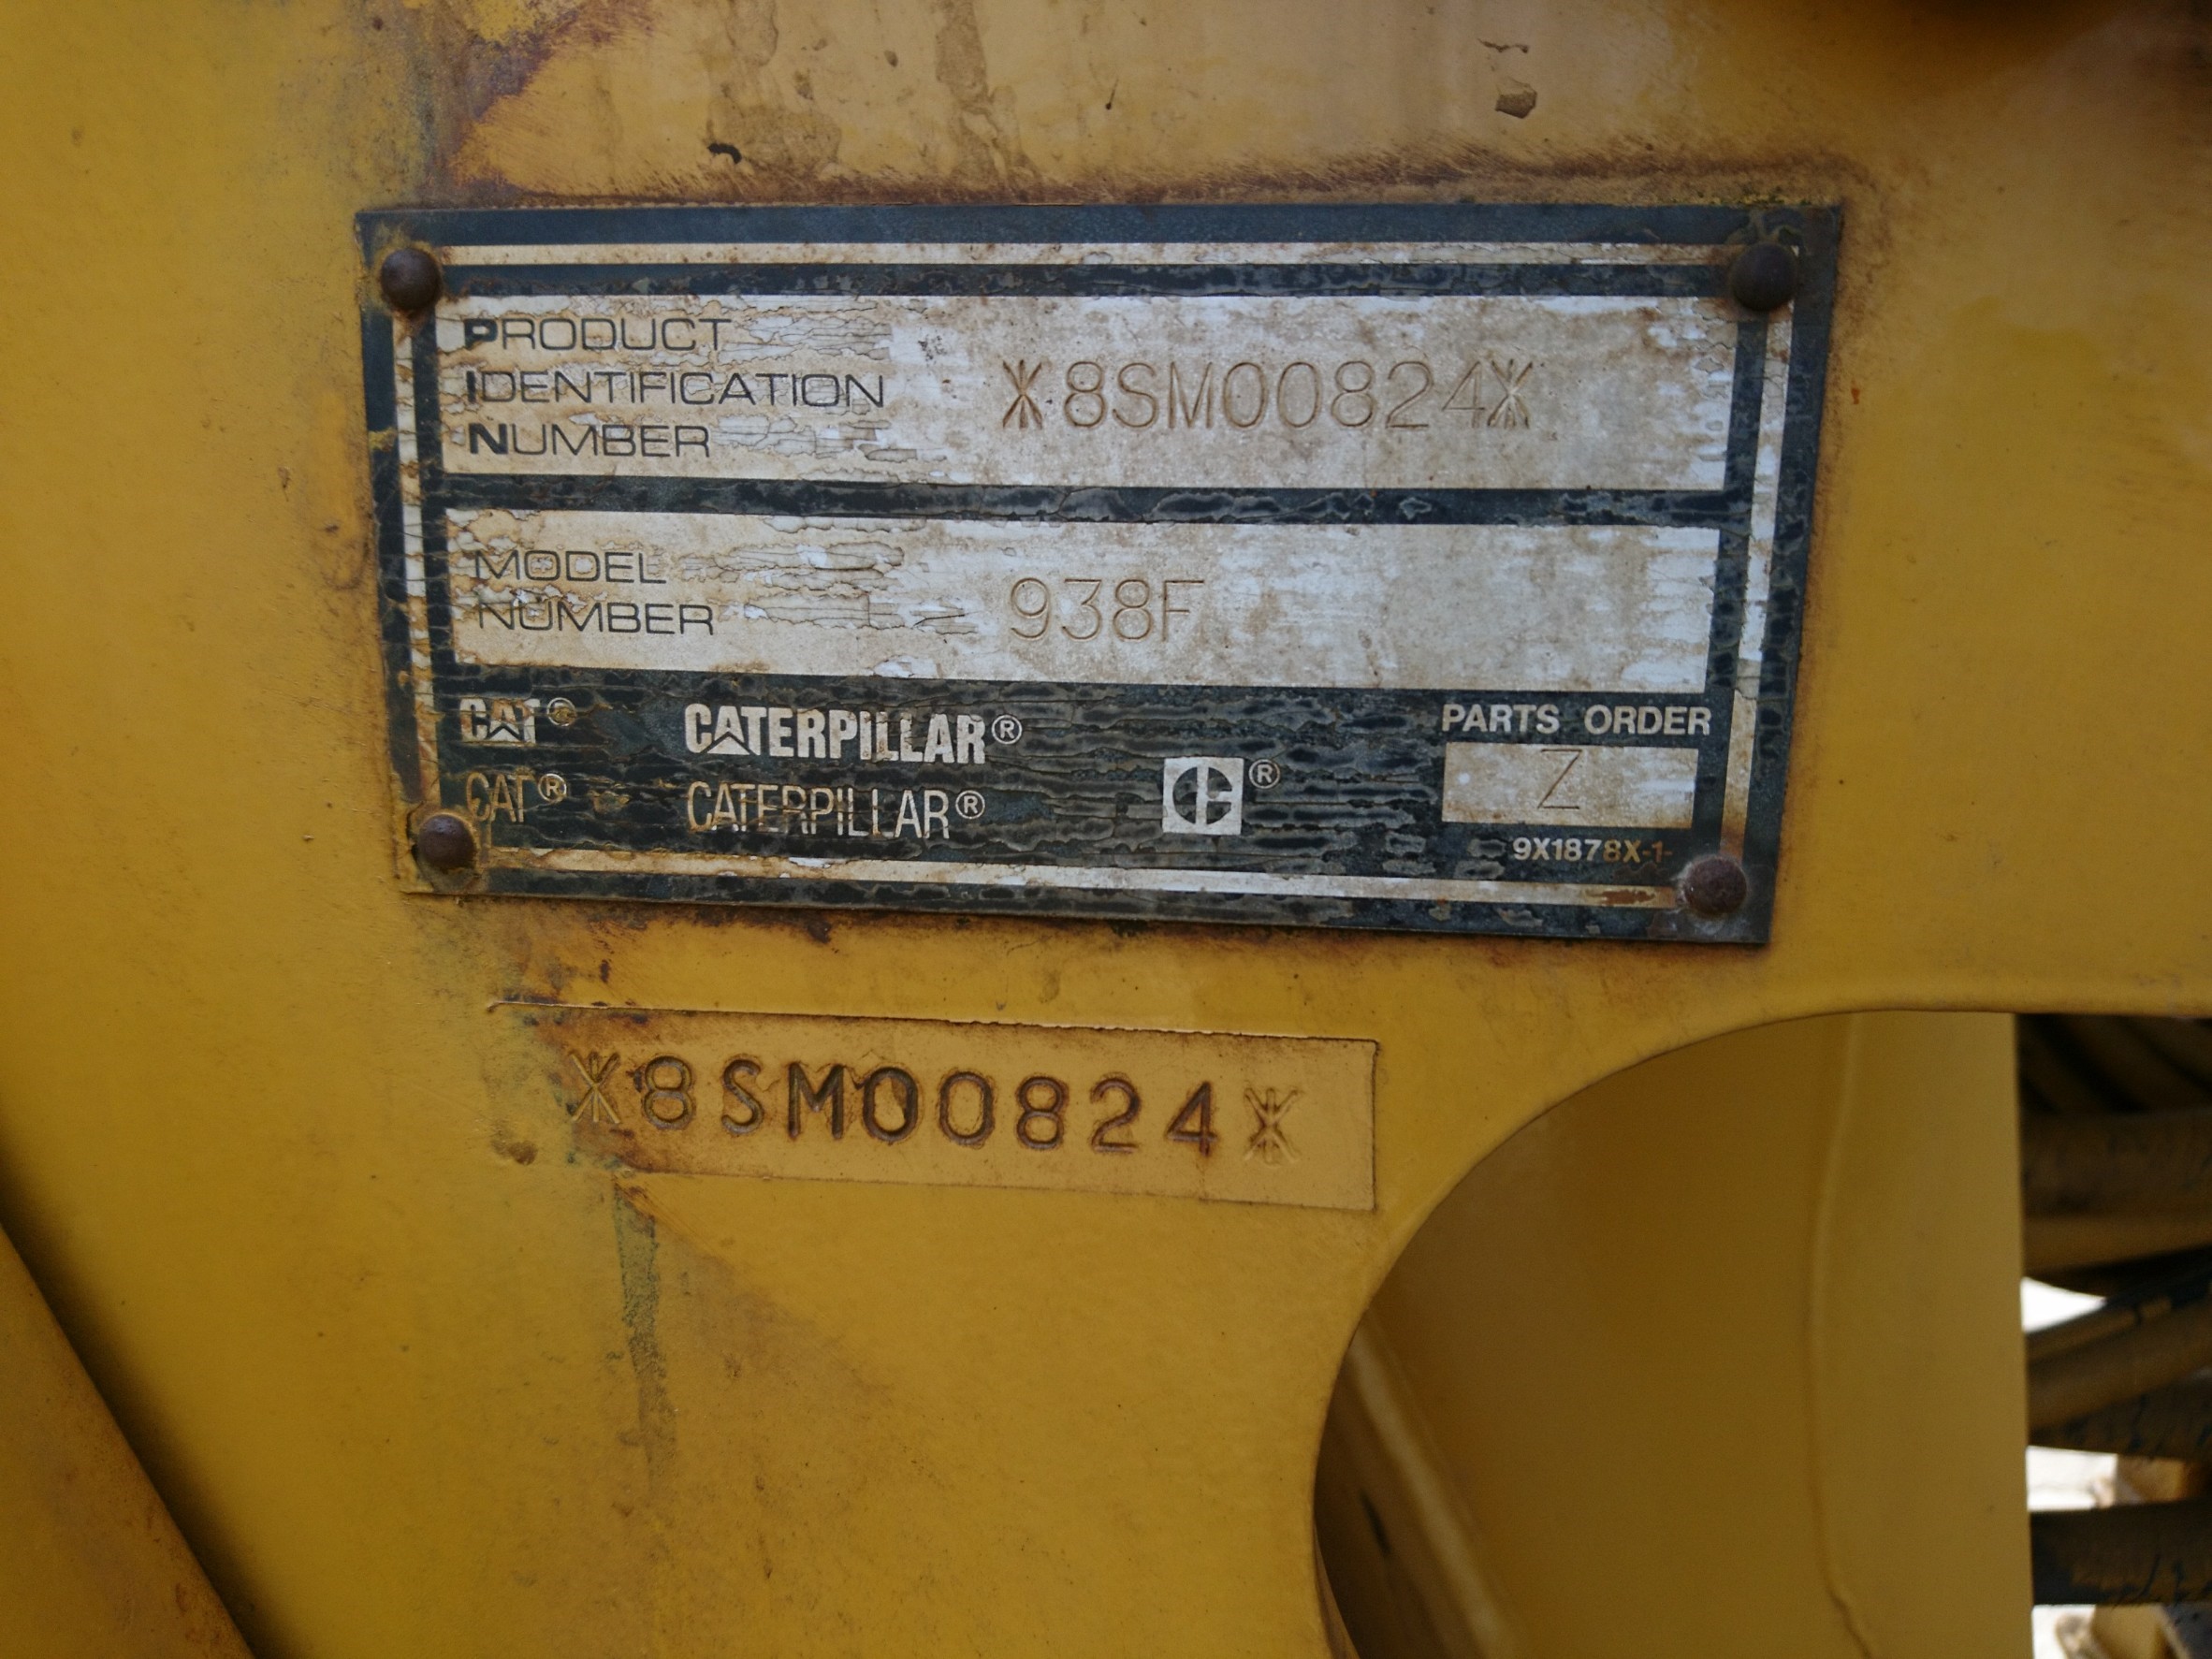 PRODUCT
IDENTIFICATION
NUMBER
*8SM00824*
MODEL
NUMBER
938F
CAT® CATERPILLAR®
CAT® CATERPILLAR®
®
PARTS ORDER
Z
9X1878X-1-
*8SM00824*